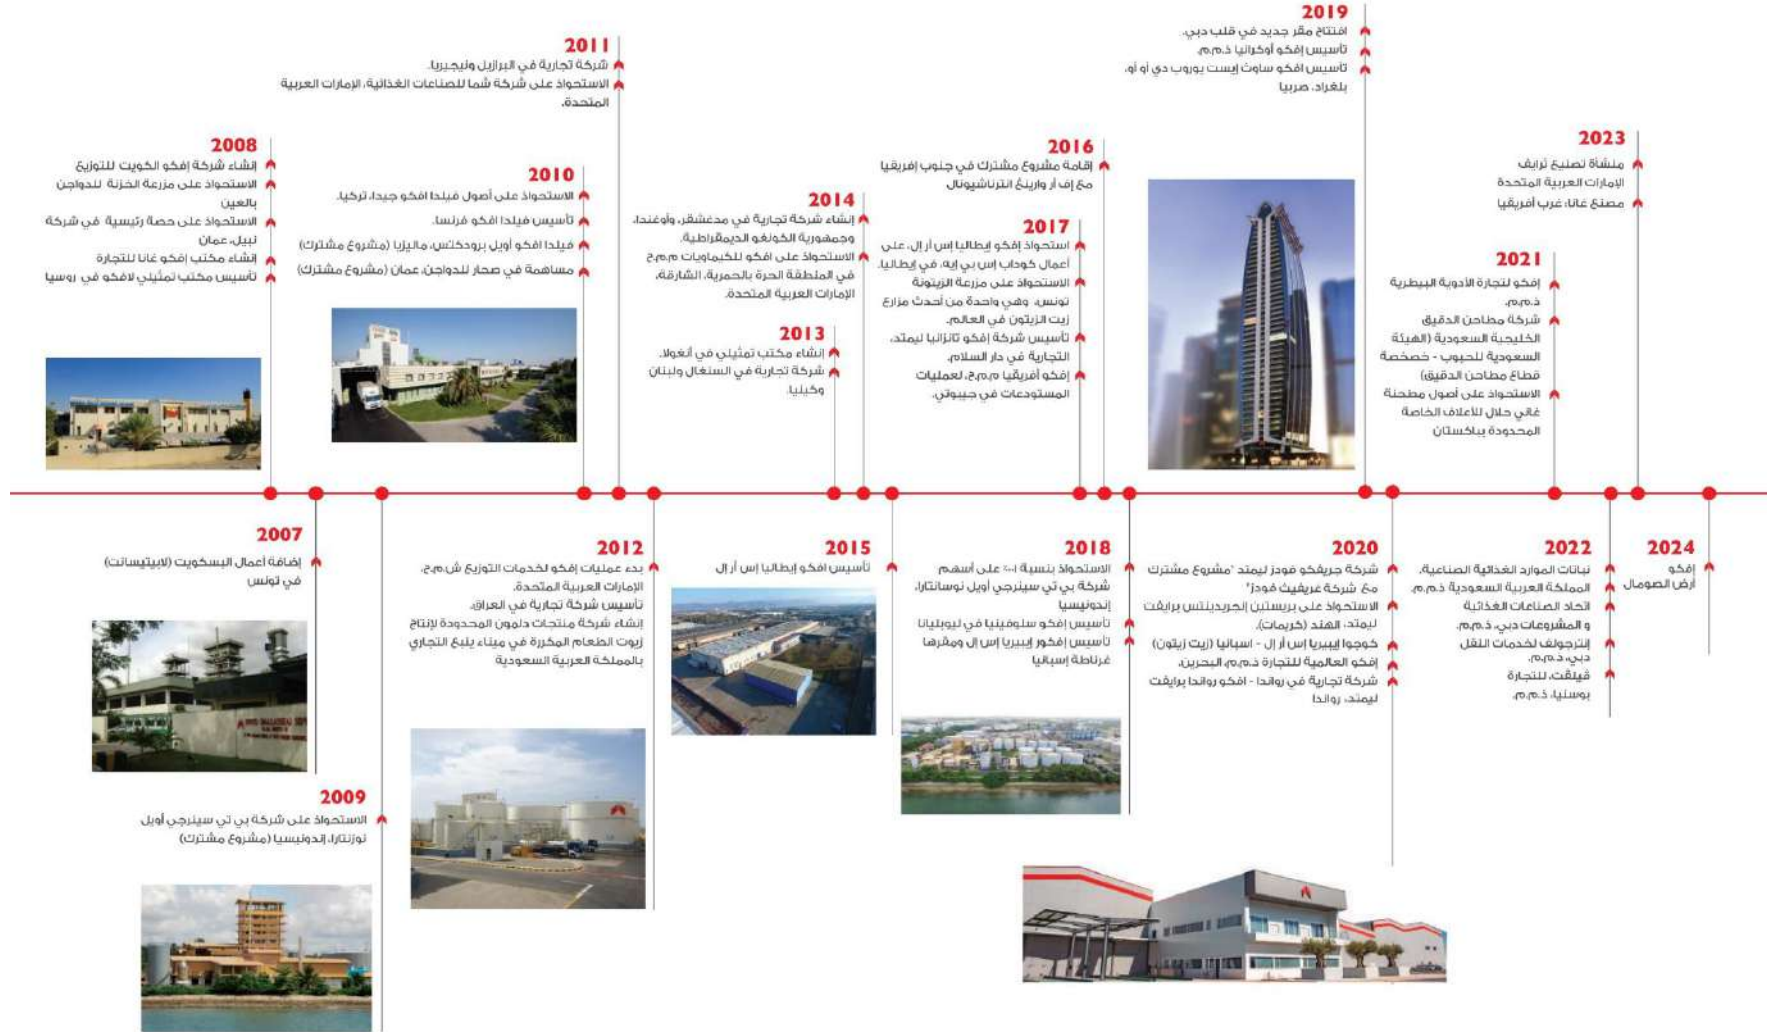 2007
إضافة أعمال البسكويت (لابيتيسانت)
في تونس
2008
إنشاء شركة إفكو الكويت للتوزيع
الاستحواذ على مزرعة الخزنة للدواجن
بالعين
الاستحواذ على حصة رئيسية في شركة
نبيل، عمان
إنشاء مكتب إفكو غانا للتجارة
تأسيس مكتب تمثيلي لافكو في روسيا
2009
الاستحواذ على شركة بي تي سينرجي أويل
نوزنتارا، إندونيسيا (مشروع مشترك)
2010
الاستحواذ على أصول فيلدا افكو جيدا، تركيا.
تأسيس فيلدا افكو فرنسا.
فيلدا افكو أويل برودكتس، ماليزيا (مشروع مشترك)
مساهمة في صحار للدواجن، عمان (مشروع مشترك)
2011
شركة تجارية في البرازيل ونيجيريا.
الاستحواذ على شركة شما للصناعات الغذائية، الإمارات العربية
المتحدة.
2012
بدء عمليات إفكو لخدمات التوزيع ش.م.ح،
الإمارات العربية المتحدة.
تأسيس شركة تجارية في العراق.
إنشاء شركة منتجات دلمون المحدودة لإنتاج
زيوت الطعام المكررة في ميناء ينبع التجاري
بالمملكة العربية السعودية
2013
إنشاء مكتب تمثيلي في أنغولا.
شركة تجارية في السنغال ولبنان
وكينيا.
2014
إنشاء شركة تجارية في مدغشقر، وأوغندا،
وجمهورية الكونغو الديمقراطية.
الاستحواذ على افكو للكيماويات م.م.ح
في المنطقة الحرة بالحمرية، الشارقة،
الإمارات العربية المتحدة.
2015
تأسيس افكو إيطاليا إس أر إل
2016
إقامة مشروع مشترك في جنوب إفريقيا
مع إف أر وارينغ انترناشيونال
2017
استحواذ إفكو إيطاليا إس أر إل، على
أعمال كوداب إس بي إيه، في إيطاليا.
الاستحواذ على مزرعة الزيتونة
تونس، وهي واحدة من أحدث مزارع
زيت الزيتون في العالم.
تأسيس شركة إفكو تانزانيا ليمتد،
التجارية في دار السلام.
إفكو أفريقيا م.م.ح، لعمليات
المستودعات في جيبوتي.
2018
الاستحواذ بنسبة ١٠٠٪ على أسهم
شركة بي تي سينرجي أويل نوسانتارا،
إندونيسيا
تأسيس إفكو سلوفينيا في ليوبليانا
تأسيس إفكور إيبيريا إس إل ومقرها
غرناطة إسبانيا
2019
افتتاح مقر جديد في قلب دبي.
تأسيس إفكو أوكرانيا ذ.م.م.
تأسيس افكو ساوث إيست يوروب دي أو أو،
بلغراد، صربيا
2020
شركة جريفكو فودز ليمتد "مشروع مشترك
مع شركة غريفيث فودز"
الاستحواذ على بريستين إنجريدينتس برايفت
ليمتد، الهند (كريمات).
كوجوا إيبيريا إس أر إل - اسبانيا (زيت زيتون)
إفكو العالمية للتجارة ذ.م.م، البحرين.
شركة تجارية في رواندا - افكو رواندا برايفت
ليمتد، رواندا
2021
إفكو لتجارة الأدوية البيطرية
ذ.م.م.
شركة مطاحن الدقيق
الخليجية السعودية (الهيئة
السعودية للحبوب - خصخصة
قطاع مطاحن الدقيق)
الاستحواذ على أصول مطحنة
غاني حلال للأعلاف الخاصة
المحدودة بباكستان
2022
نباتات الموارد الغذائية الصناعية،
المملكة العربية السعودية ذ.م.م.
اتحاد الصناعات الغذائية
و المشروعات دبي، ذ.م.م.
إنترجولف لخدمات النقل
دبي، ذ.م.م.
فيلقت، للتجارة
بوسنيا، ذ.م.م.
2023
منشأة تصنيع ثرايف
الإمارات العربية المتحدة
مصنع غانا، غرب أفريقيا
2024
إفكو
أرض الصومال